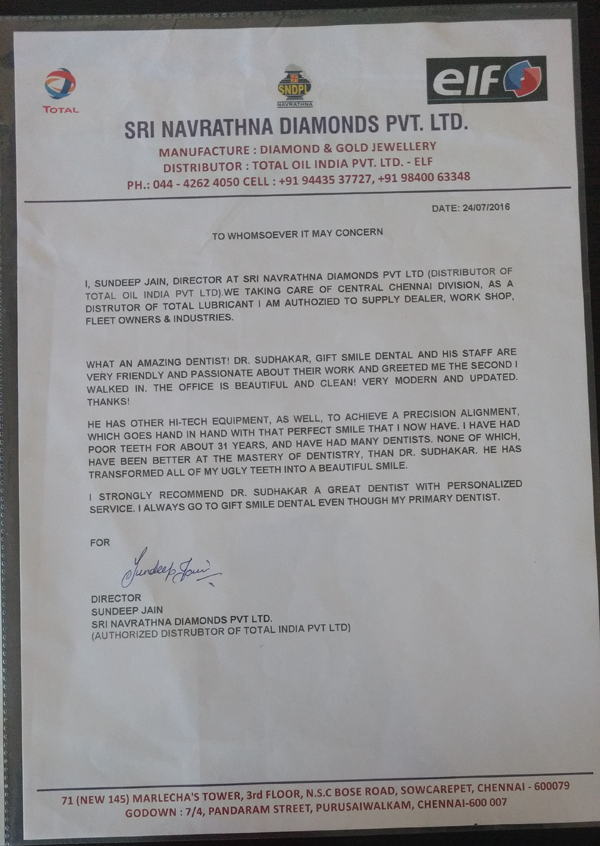 TOTAL
SNDPL
NAVRATHNA
elf
SRI NAVRATHNA DIAMONDS PVT. LTD.
MANUFACTURE : DIAMOND & GOLD JEWELLERY
DISTRIBUTOR : TOTAL OIL INDIA PVT. LTD. - ELF
PH.: 044 - 4262 4050 CELL : +91 94435 37727, +91 98400 63348
DATE: 24/07/2016
TO WHOMSOEVER IT MAY CONCERN
I, SUNDEEP JAIN, DIRECTOR AT SRI NAVRATHNA DIAMONDS PVT LTD (DISTRIBUTOR OF
TOTAL OIL INDIA PVT LTD).WE TAKING CARE OF CENTRAL CHENNAI DIVISION, AS A
DISTRUTOR OF TOTAL LUBRICANT I AM AUTHOZIED TO SUPPLY DEALER, WORK SHOP,
FLEET OWNERS & INDUSTRIES.
WHAT AN AMAZING DENTIST! DR. SUDHAKAR, GIFT SMILE DENTAL AND HIS STAFF ARE
VERY FRIENDLY AND PASSIONATE ABOUT THEIR WORK AND GREETED ME THE SECOND I
WALKED IN. THE OFFICE IS BEAUTIFUL AND CLEAN! VERY MODERN AND UPDATED.
THANKS!
HE HAS OTHER HI-TECH EQUIPMENT, AS WELL, TO ACHIEVE A PRECISION ALIGNMENT,
WHICH GOES HAND IN HAND WITH THAT PERFECT SMILE THAT I NOW HAVE. I HAVE HAD
POOR TEETH FOR ABOUT 31 YEARS, AND HAVE HAD MANY DENTISTS. NONE OF WHICH,
HAVE BEEN BETTER AT THE MASTERY OF DENTISTRY, THAN DR. SUDHAKAR. HE HAS
TRANSFORMED ALL OF MY UGLY TEETH INTO A BEAUTIFUL SMILE.
I STRONGLY RECOMMEND DR. SUDHAKAR A GREAT DENTIST WITH PERSONALIZED
SERVICE. I ALWAYS GO TO GIFT SMILE DENTAL EVEN THOUGH MY PRIMARY DENTIST.
FOR
Sundeep Jain
DIRECTOR
SUNDEEP JAIN
SRI NAVRATHNA DIAMONDS PVT LTD.
(AUTHORIZED DISTRUBTOR OF TOTAL INDIA PVT LTD)
71 (NEW 145) MARLECHA'S TOWER, 3rd FLOOR, N.S.C BOSE ROAD, SOWCARPET, CHENNAI - 600079
GODOWN : 7/4, PANDARAM STREET, PURUSAIWALKAM, CHENNAI-600 007